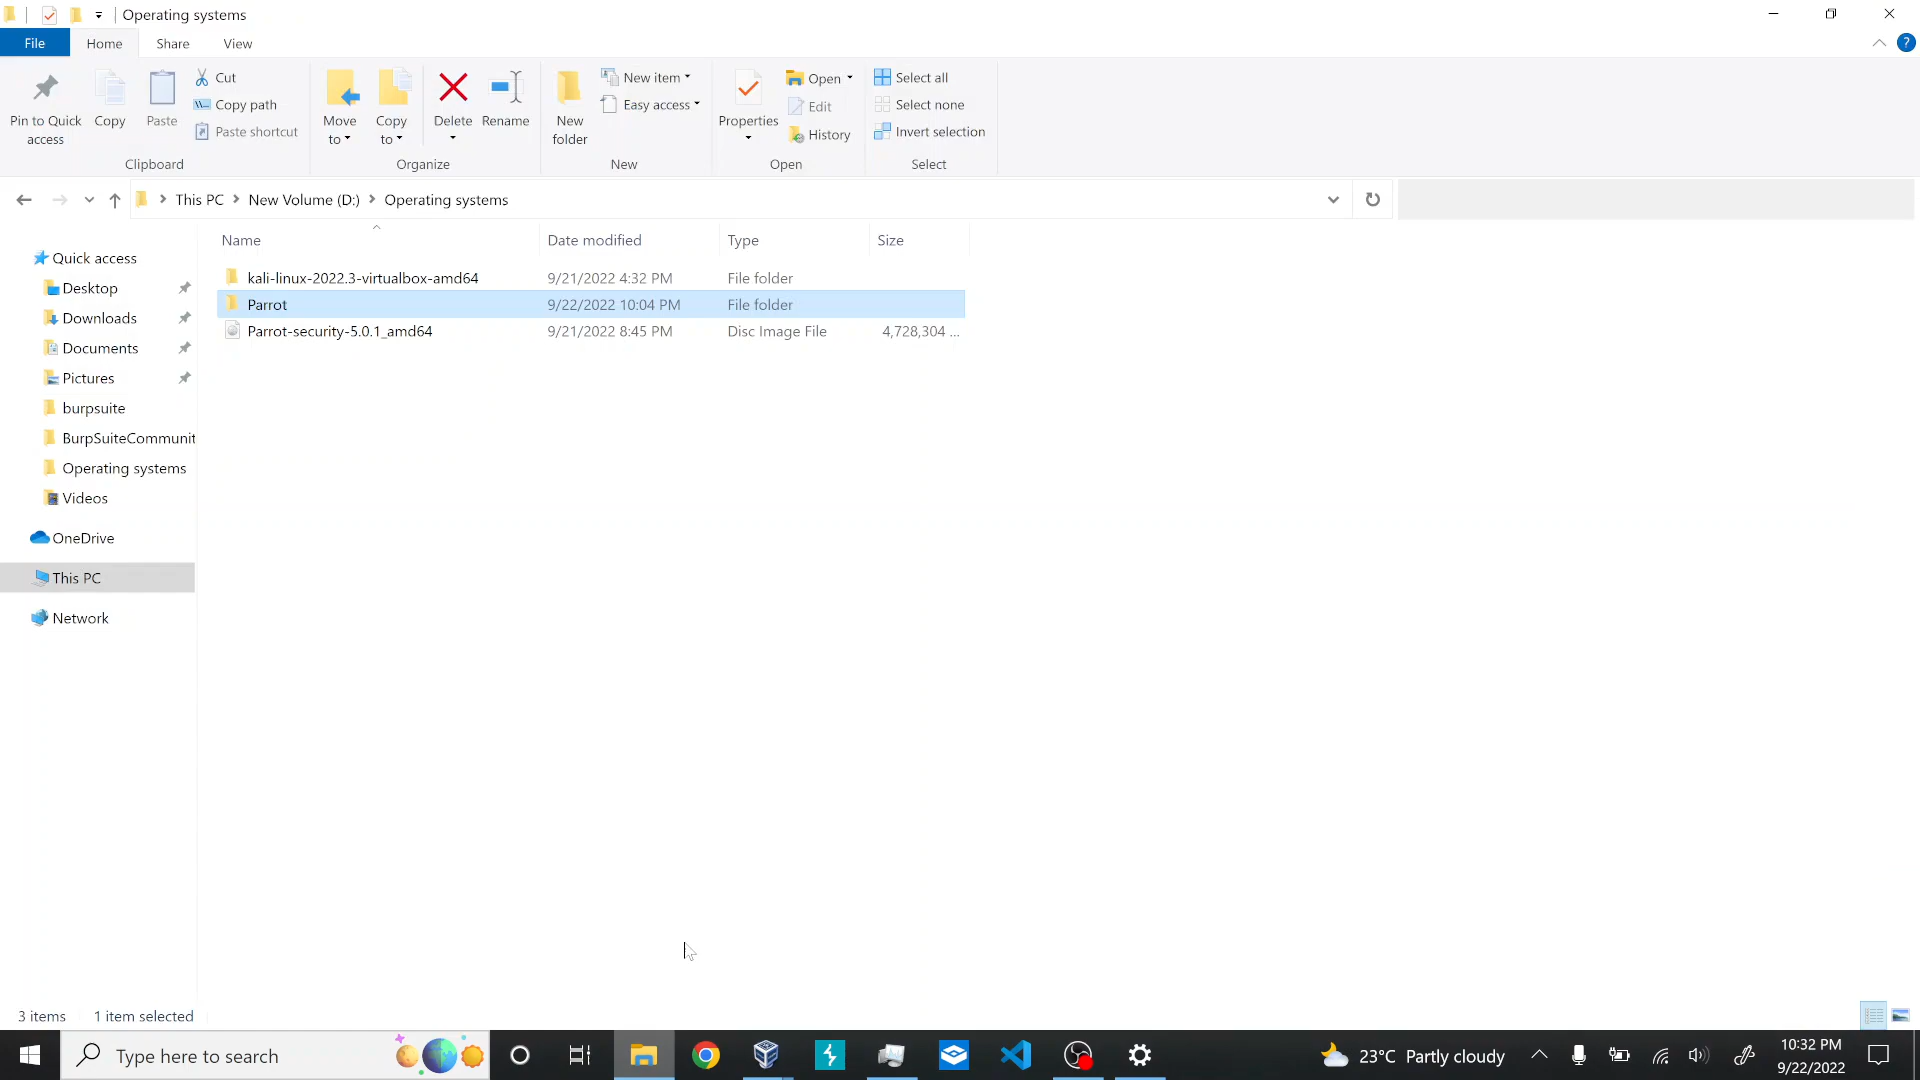 Operating systems
File Home Share View
Pin to Quick access
Copy
Paste
Cut
Copy path
Paste shortcut
Clipboard
Move to
Copy to
Delete
Rename
Organize
New folder
New item
Easy access
New
Properties
Open
Edit
History
Open
Select all
Select none
Invert selection
Select
This PC New Volume (D:) Operating systems
Name Date modified Type Size
kali-linux-2022.3-virtualbox-amd64 9/21/2022 4:32 PM File folder
Parrot 9/22/2022 10:04 PM File folder
Parrot-security-5.0.1_amd64 9/21/2022 8:45 PM Disc Image File 4,728,304 ...
Quick access
Desktop
Downloads
Documents
Pictures
burpsuite
BurpSuiteCommunit
Operating systems
Videos
OneDrive
This PC
Network
3 items 1 item selected
Type here to search
23°C Partly cloudy
10:32 PM
9/22/2022